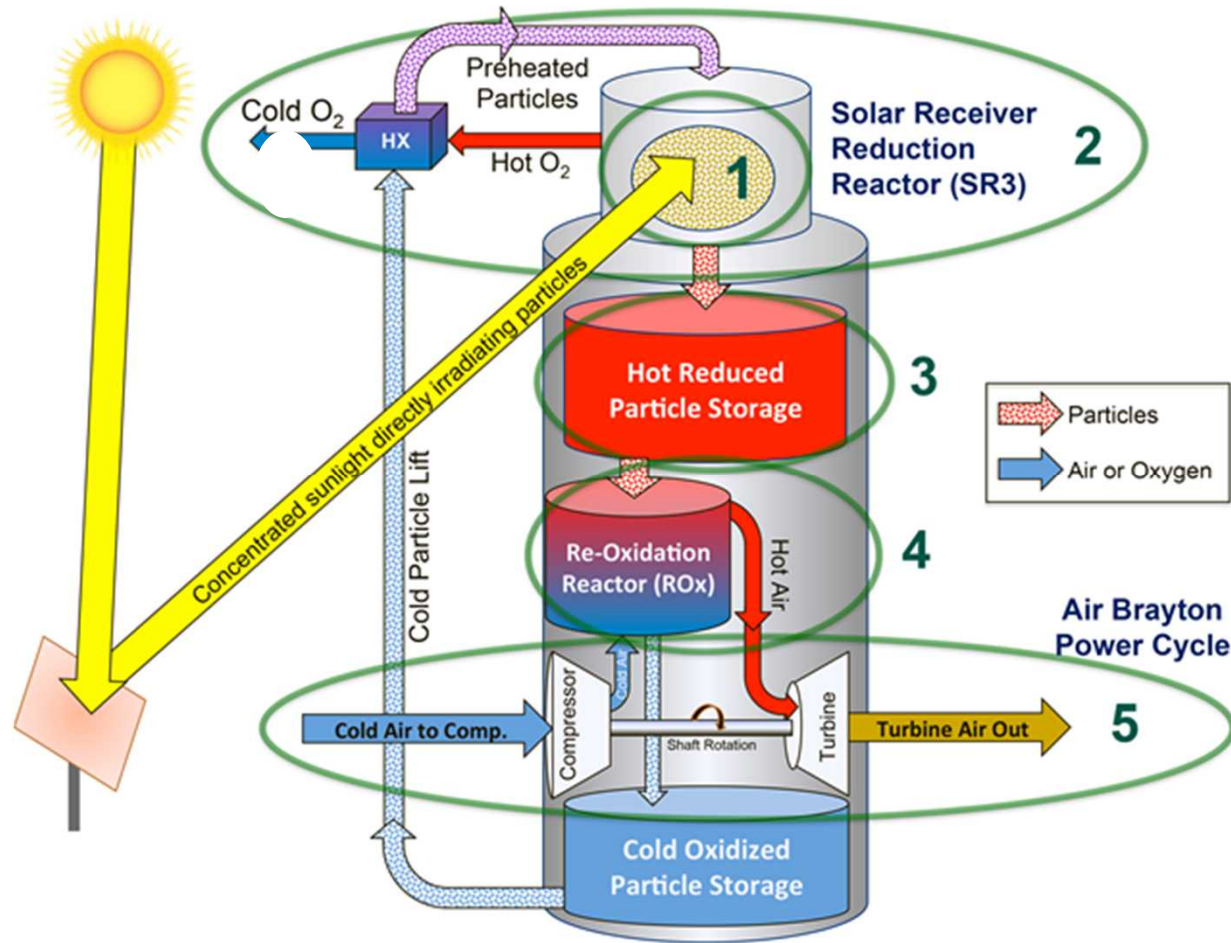 Preheated
Particles
Cold O₂
HX
Hot O₂
1
Solar Receiver
Reduction
Reactor (SR3)
2
Concentrated sunlight directly irradiating particles
Cold Particle Lift
Hot Reduced
Particle Storage
3
Particles
Air or Oxygen
Re-Oxidation
Reactor (ROx)
Hot Air
4
Air Brayton
Power Cycle
Cold Air to Comp.
Compressor
Cold Air
Shaft Rotation
Turbine
Turbine Air Out
5
Cold Oxidized
Particle Storage